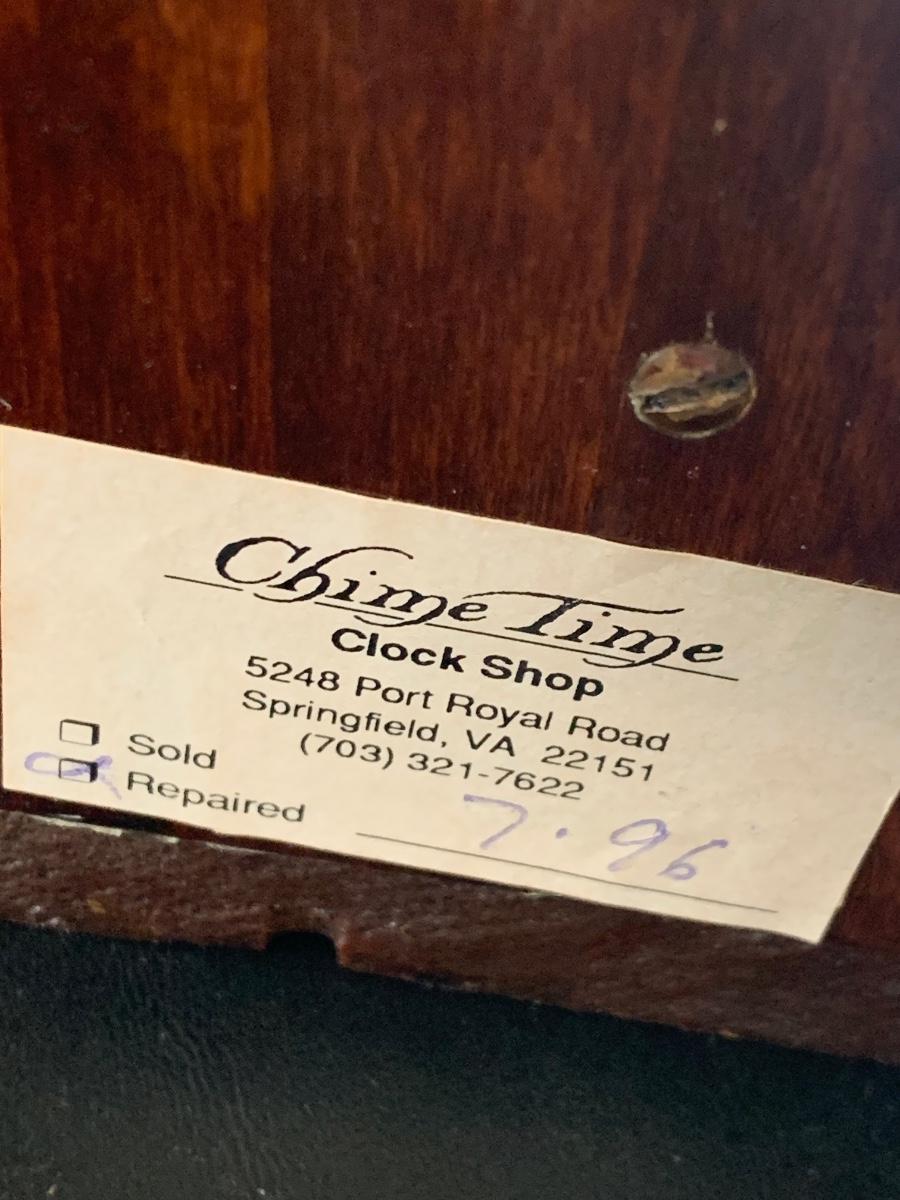 Chime Time
Clock Shop
5248 Port Royal Road
Springfield, VA 22151
(703) 321-7622
Sold
Repaired
7.96